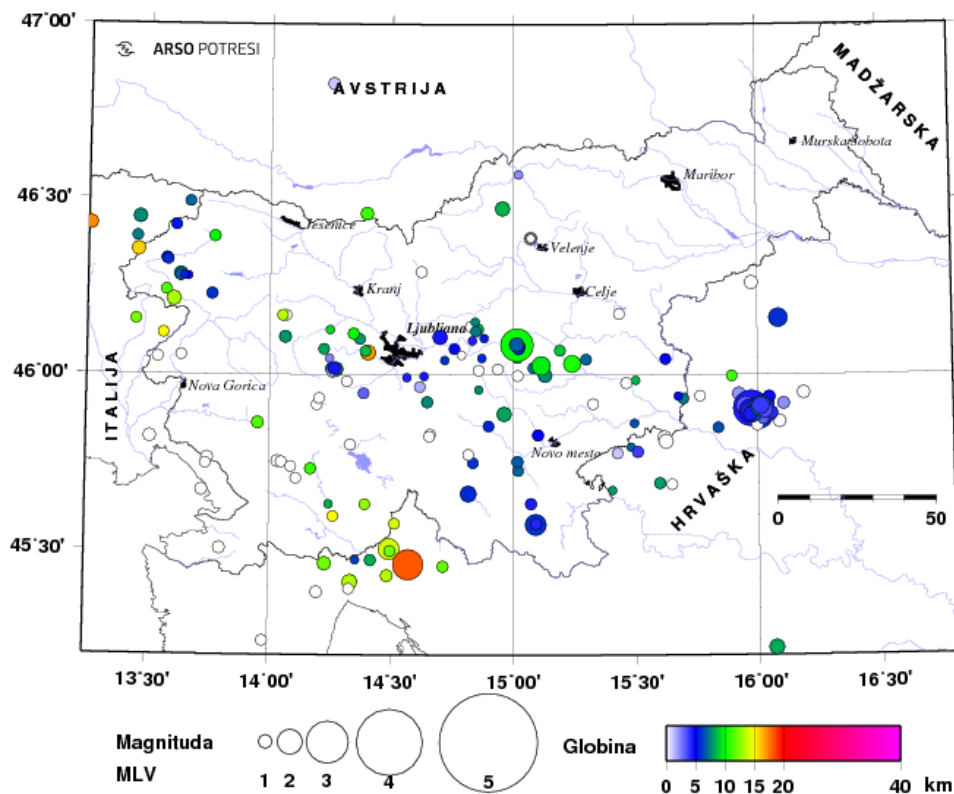 47˚00'
ARSO POTRESI
AVSTRIJA
MADŽARSKA
Murska Sobota
Maribor
46˚30'
Jesenice
Velenje
Kranj
Celje
Ljubljana
46˚00'
ITALIJA
Nova Gorica
Novo mesto
HRVAŠKA
0 50
45˚30'
13˚30' 14˚00' 14˚30' 15˚00' 15˚30' 16˚00' 16˚30'
Magnituda
MLV
1 2 3 4 5
Globina
0 5 10 15 20 40 km